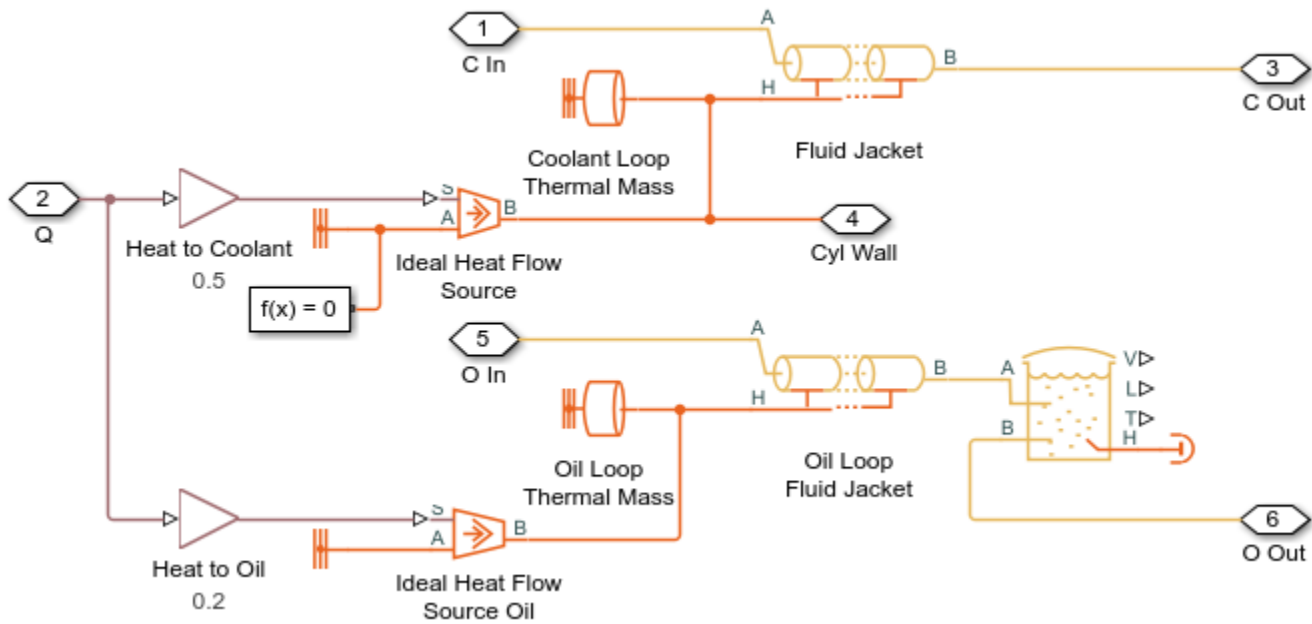 1
C In
A
B
3
C Out
H
Fluid Jacket
Coolant Loop
Thermal Mass
2
Q
Heat to Coolant
0.5
S
A
B
Ideal Heat Flow
Source
4
Cyl Wall
f(x) = 0
5
O In
A
B
H
Oil Loop
Thermal Mass
Oil Loop
Fluid Jacket
A
B
V
L
T
H
Heat to Oil
0.2
S
A
B
Ideal Heat Flow
Source Oil
6
O Out